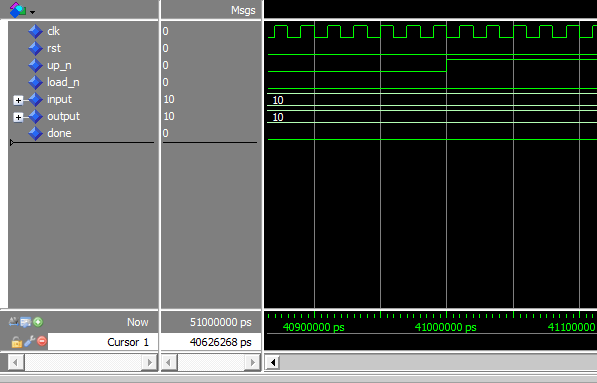 Msgs
clk 0
rst 0
up_n 0
load_n 0
input 10 10
output 10 10
done 0
Now 51000000 ps 40900000 ps 41000000 ps 41100000
Cursor 1 40626268 ps